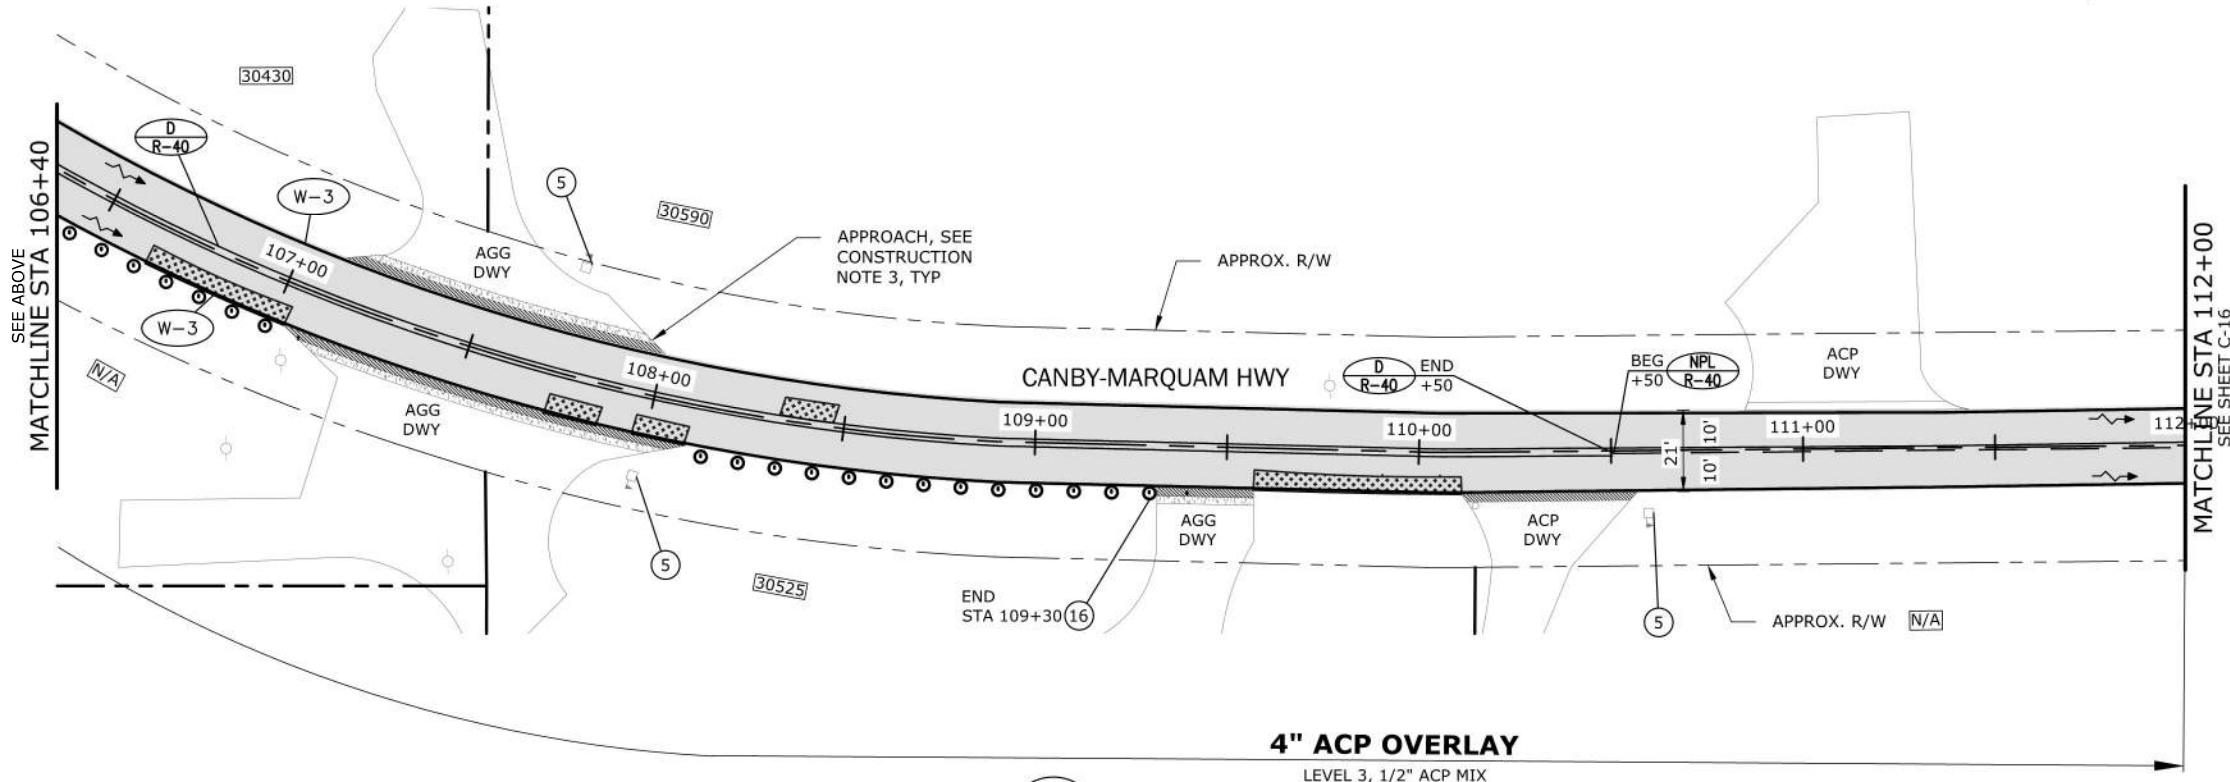 SEE ABOVE
MATCHLINE STA 106+40
30430
D
R-40
W-3
W-3
107+00
N/A
AGG
DWY
5
30590
APPROACH, SEE
CONSTRUCTION
NOTE 3, TYP
APPROX. R/W
AGG
DWY
108+00
5
30525
CANBY-MARQUAM HWY
109+00
END
STA 109+30
16
AGG
DWY
D
R-40
END
+50
110+00
BEG
+50
NPL
R-40
21'
10'
10'
111+00
ACP
DWY
ACP
DWY
5
APPROX. R/W
N/A
MATCHLINE STA 112+00
SEE SHEET C-16
4" ACP OVERLAY
LEVEL 3, 1/2" ACP MIX